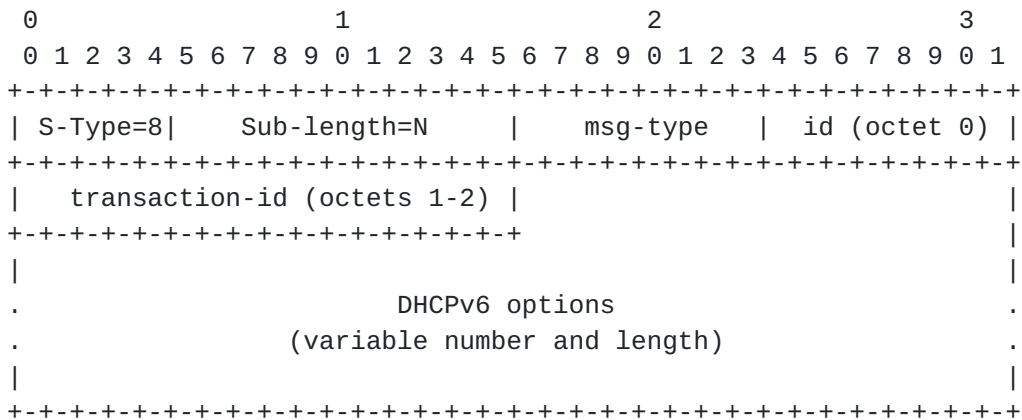 0                   1                   2                   3
 0 1 2 3 4 5 6 7 8 9 0 1 2 3 4 5 6 7 8 9 0 1 2 3 4 5 6 7 8 9 0 1
+-+-+-+-+-+-+-+-+-+-+-+-+-+-+-+-+-+-+-+-+-+-+-+-+-+-+-+-+-+-+-+-+
| S-Type=8|    Sub-length=N     |    msg-type   |  id (octet 0) |
+-+-+-+-+-+-+-+-+-+-+-+-+-+-+-+-+-+-+-+-+-+-+-+-+-+-+-+-+-+-+-+-+
|   transaction-id (octets 1-2) |                               |
+-+-+-+-+-+-+-+-+-+-+-+-+-+-+-+-+                               |
|                                                               |
.                        DHCPv6 options                         .
.                 (variable number and length)                  .
|                                                               |
+-+-+-+-+-+-+-+-+-+-+-+-+-+-+-+-+-+-+-+-+-+-+-+-+-+-+-+-+-+-+-+-+